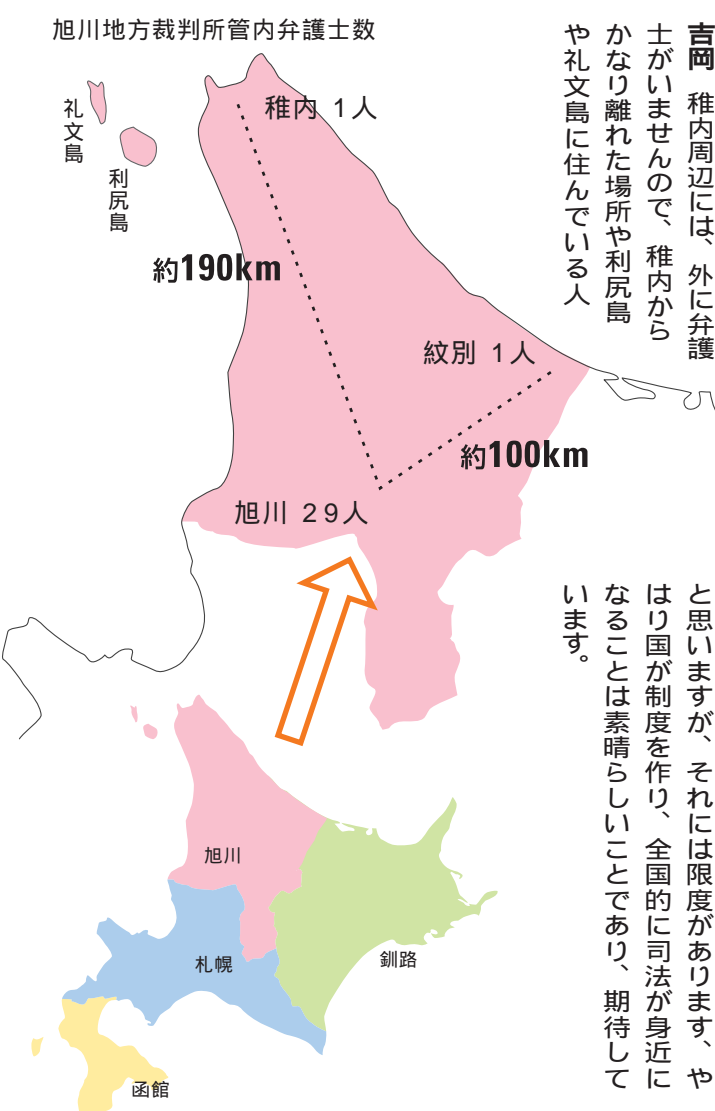 旭川地方裁判所管内弁護士数
礼文島
利尻島
稚内 1人
約190km
紋別 1人
約100km
旭川 29人
旭川
札幌
釧路
函館
吉岡 稚内周辺には、外に弁護
士がいませんので、稚内から
かなり離れた場所や利尻島
や礼文島に住んでいる人
と思いますが、それには限度があります、や
はり国が制度を作り、全国的に司法が身近に
なることは素晴らしいことであり、期待して
います。